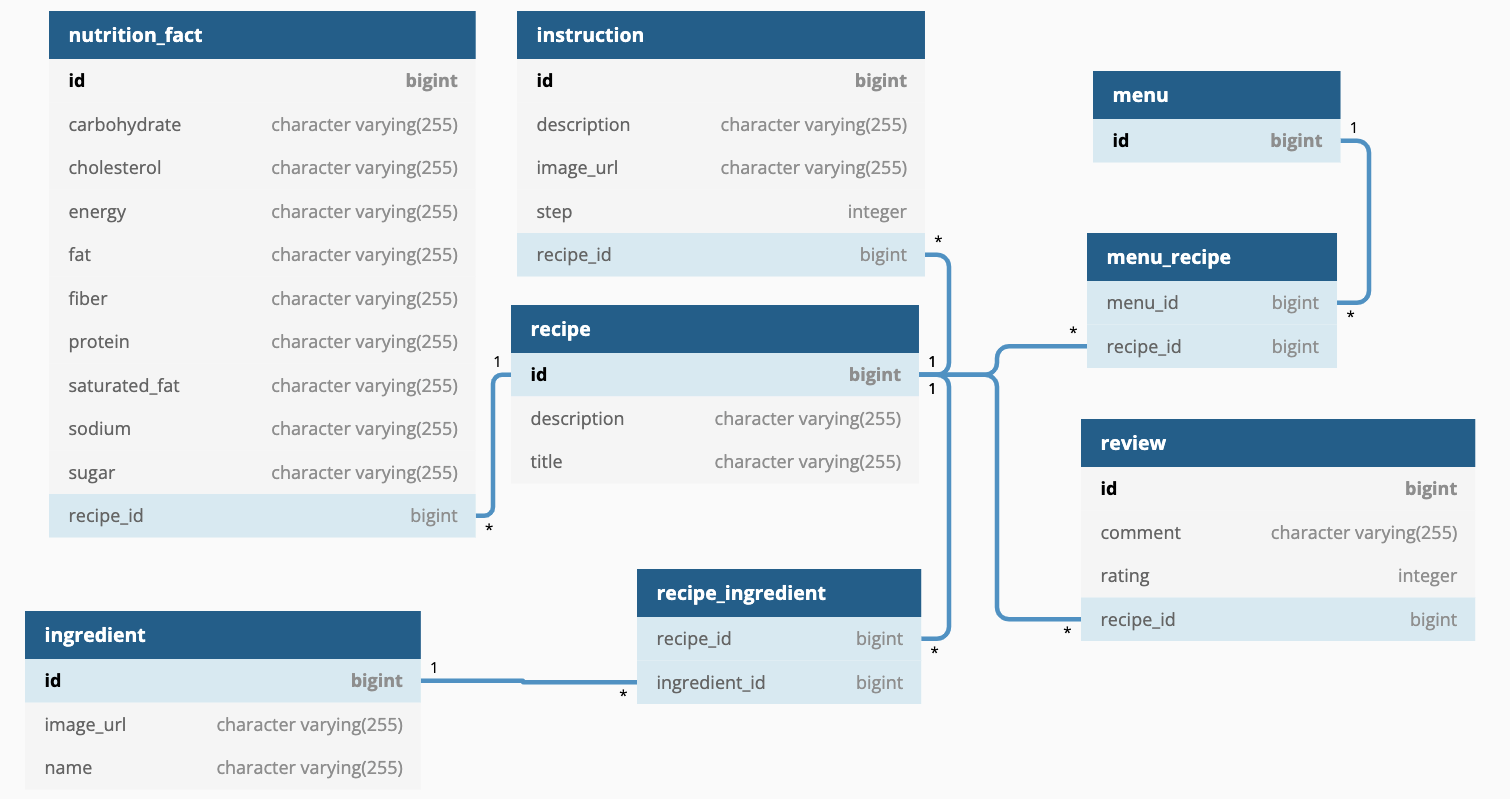 nutrition_fact
id bigint
carbohydrate character varying(255)
cholesterol character varying(255)
energy character varying(255)
fat character varying(255)
fiber character varying(255)
protein character varying(255)
saturated_fat character varying(255)
sodium character varying(255)
sugar character varying(255)
recipe_id bigint
*
1
instruction
id bigint
description character varying(255)
image_url character varying(255)
step integer
recipe_id bigint
*
recipe
id bigint
description character varying(255)
title character varying(255)
1
1
menu
id bigint
1
menu_recipe
menu_id bigint
*
recipe_id bigint
*
review
id bigint
comment character varying(255)
rating integer
recipe_id bigint
*
recipe_ingredient
recipe_id bigint
*
ingredient_id bigint
*
ingredient
id bigint
1
image_url character varying(255)
name character varying(255)